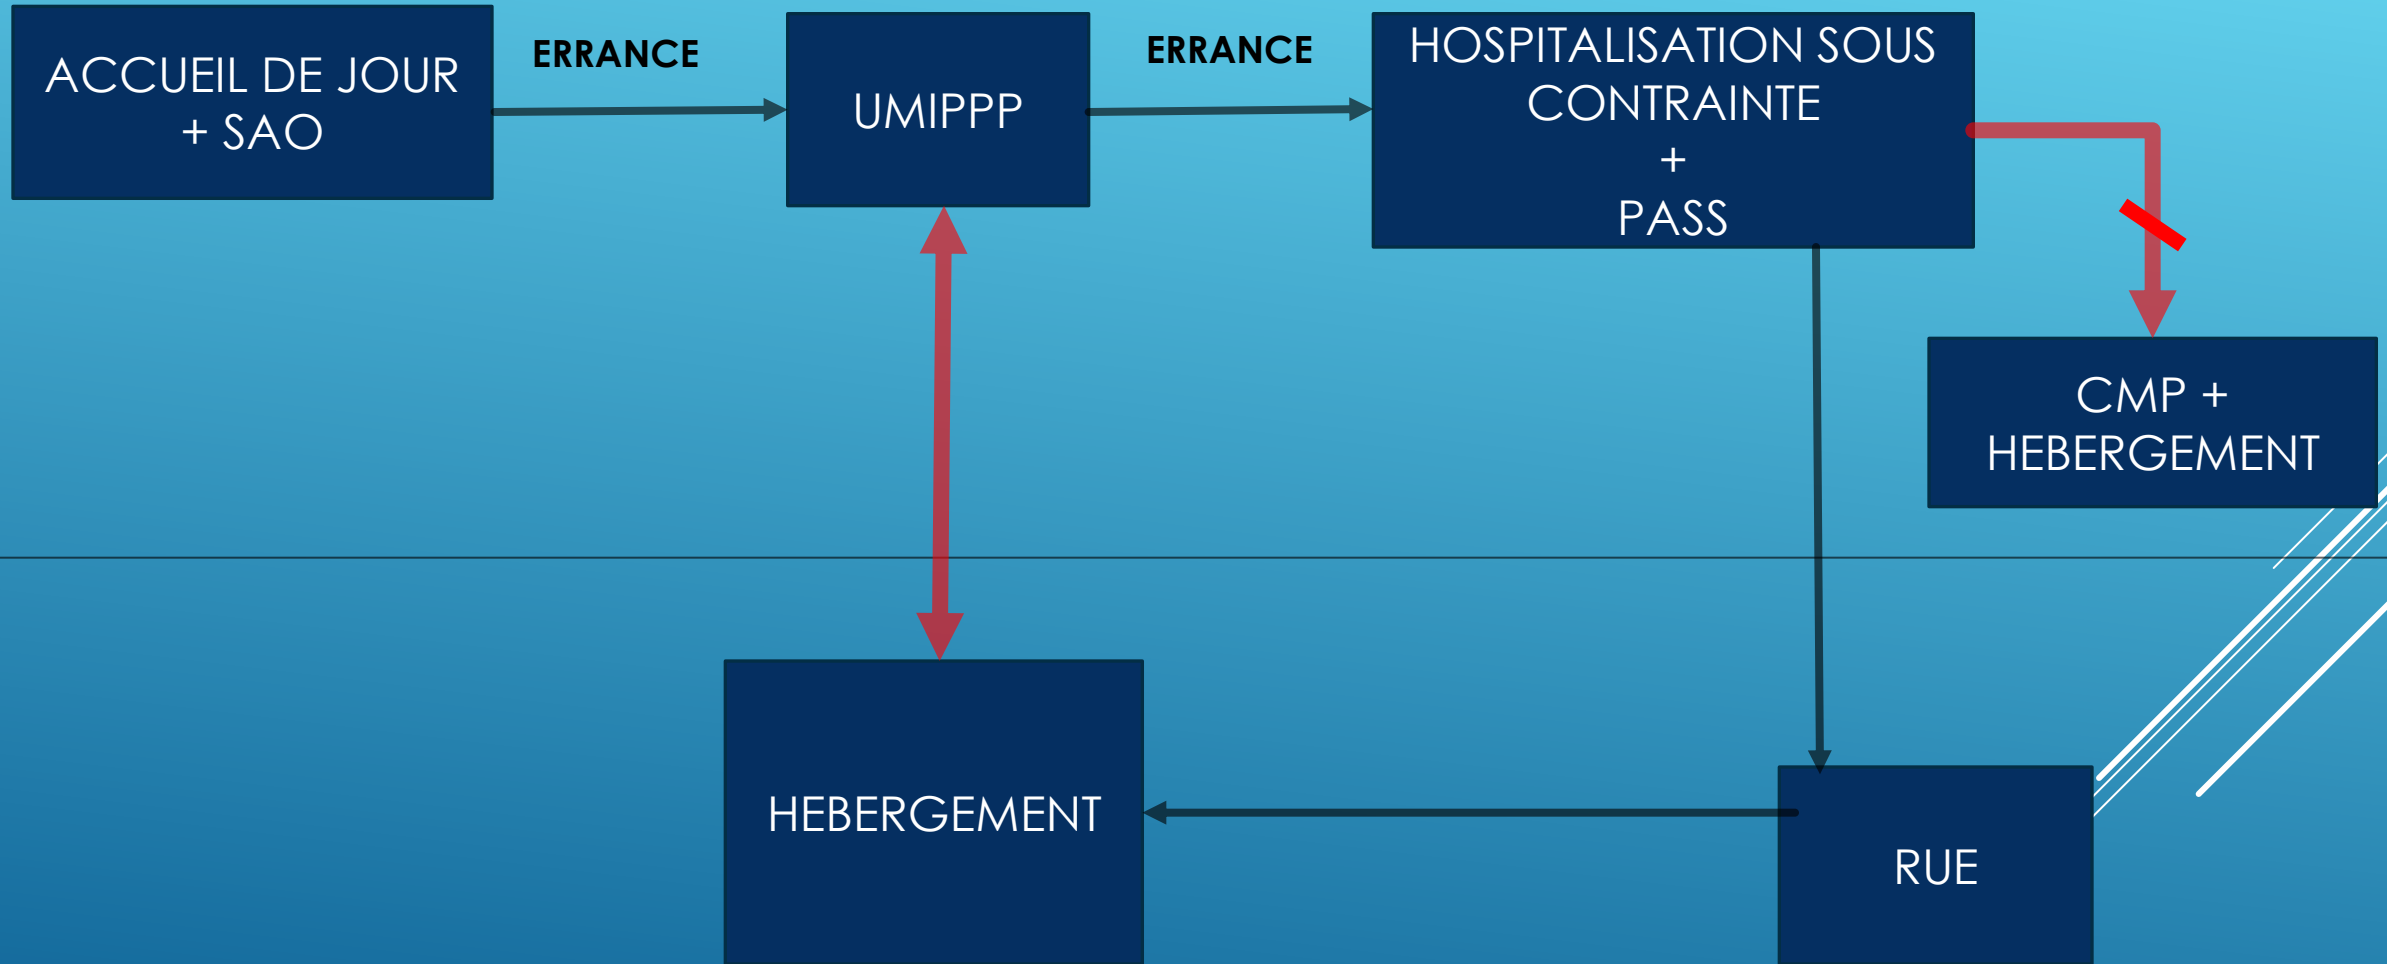 ACCUEIL DE JOUR
+ SAO
ERRANCE
UMIPPP
ERRANCE
HOSPITALISATION SOUS
CONTRAINTE
+
PASS
CMP +
HEBERGEMENT
HEBERGEMENT
RUE